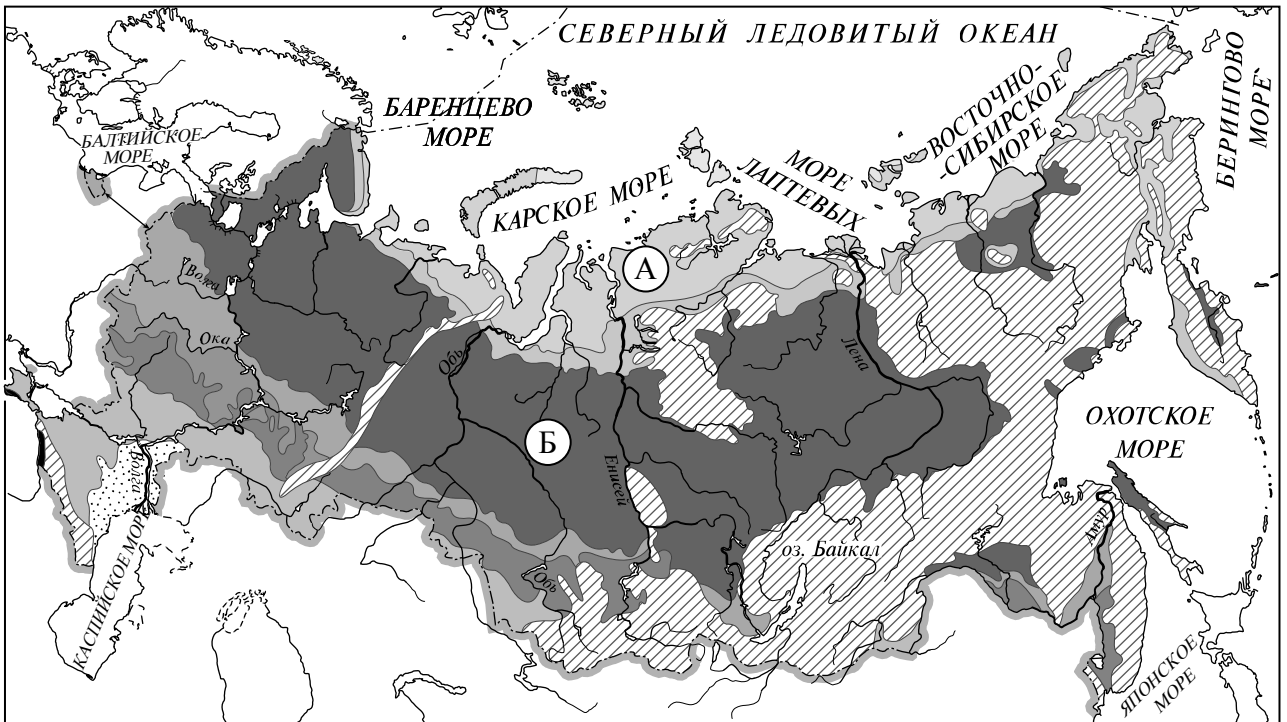 СЕВЕРНЫЙ ЛЕДОВИТЫЙ ОКЕАН
БАРЕНЦЕВО
МОРЕ
БАЛТИЙСКОЕ
МОРЕ
КАРСКОЕ МОРЕ
МОРЕ
ЛАПТЕВЫХ
ВОСТОЧНО-
-СИБИРСКОЕ
МОРЕ
БЕРИНГОВО
МОРЕ
А
Волга
Ока
Обь
Лена
Б
Енисей
ОХОТСКОЕ
МОРЕ
Волга
Амур
оз. Байкал
Обь
КАСПИЙСКОЕ МОРЕ
ЯПОНСКОЕ
МОРЕ